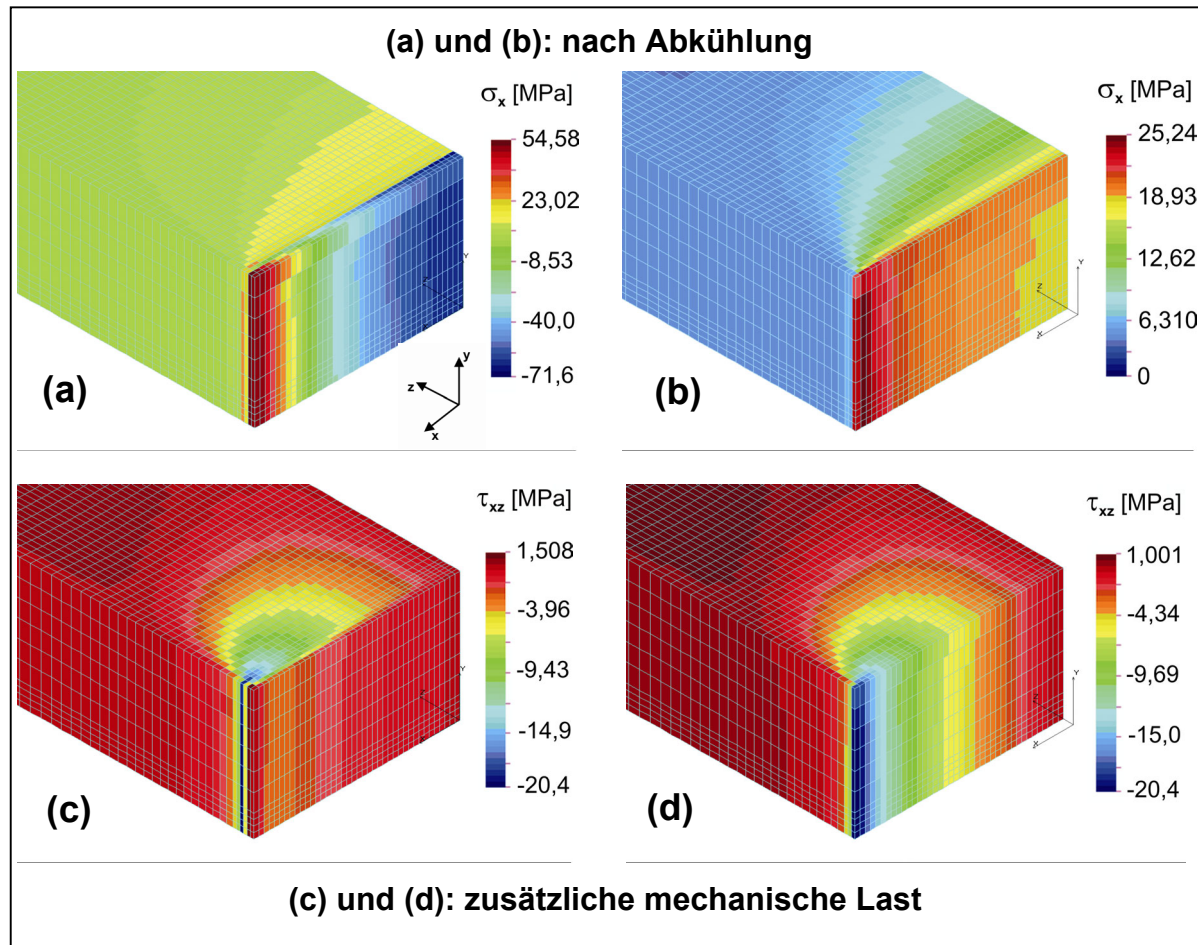 (a) und (b): nach Abkühlung
σx [MPa]
54,58
23,02
-8,53
-40,0
-71,6
(a)
y
z
x
σx [MPa]
25,24
18,93
12,62
6,310
0
(b)
Y
Z
X
τxz [MPa]
1,508
-3,96
-9,43
-14,9
-20,4
(c)
τxz [MPa]
1,001
-4,34
-9,69
-15,0
-20,4
(d)
Y
Z
X
(c) und (d): zusätzliche mechanische Last